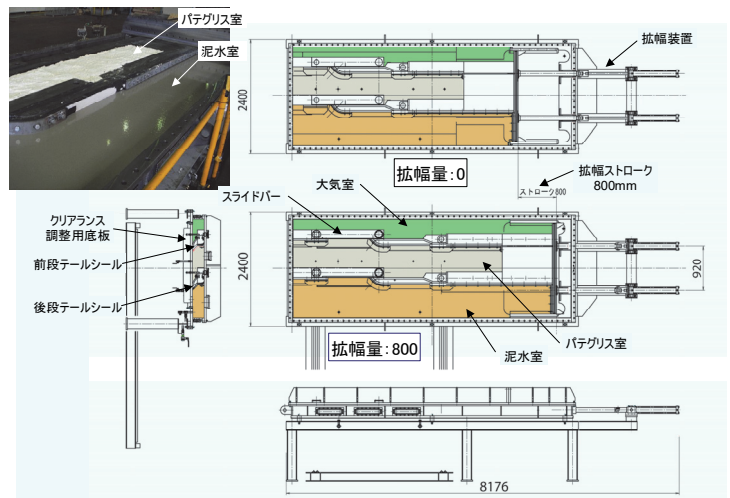 パテグリス室
泥水室
拡幅装置
2400
拡幅量:0
拡幅ストローク
800mm
ストローク800
大気室
スライドバー
クリアランス
調整用底板
前段テールシール
後段テールシール
2400
920
拡幅量:800
泥水室
パテグリス室
8176